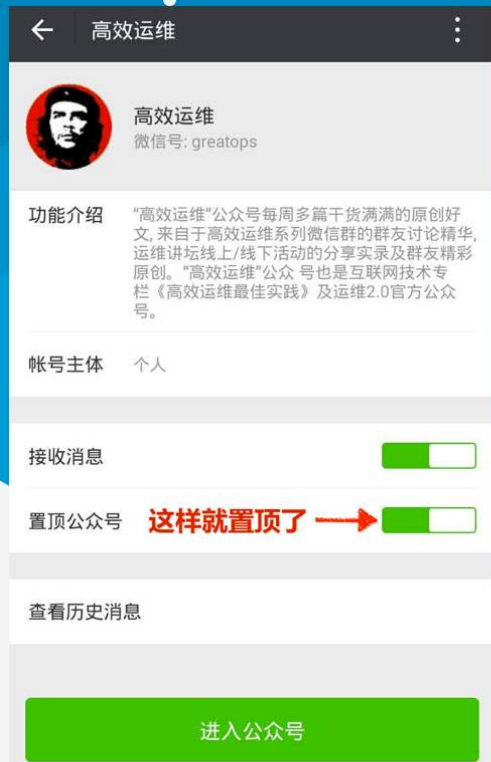 高效运维
高效运维
微信号: greatops
功能介绍
“高效运维”公众号每周多篇干货满满的原创好
文, 来自于高效运维系列微信群的群友讨论精华,
运维讲坛线上/线下活动的分享实录及群友精彩
原创。“高效运维”公众 号也是互联网技术专
栏《高效运维最佳实践》及运维2.0官方公众
号。
帐号主体 个人
接收消息
置顶公众号 这样就置顶了
查看历史消息
进入公众号